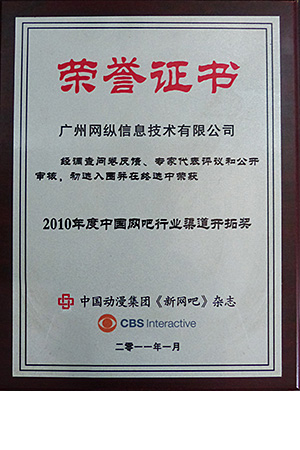 荣誉证书
广州网纵信息技术有限公司
经调查问卷反馈、专家代表评议和公开
审核，初选入围并在终选中荣获
2010年度中国网吧行业渠道开拓奖
中国动漫集团《新网吧》杂志
CBS Interactive
二零一一年一月